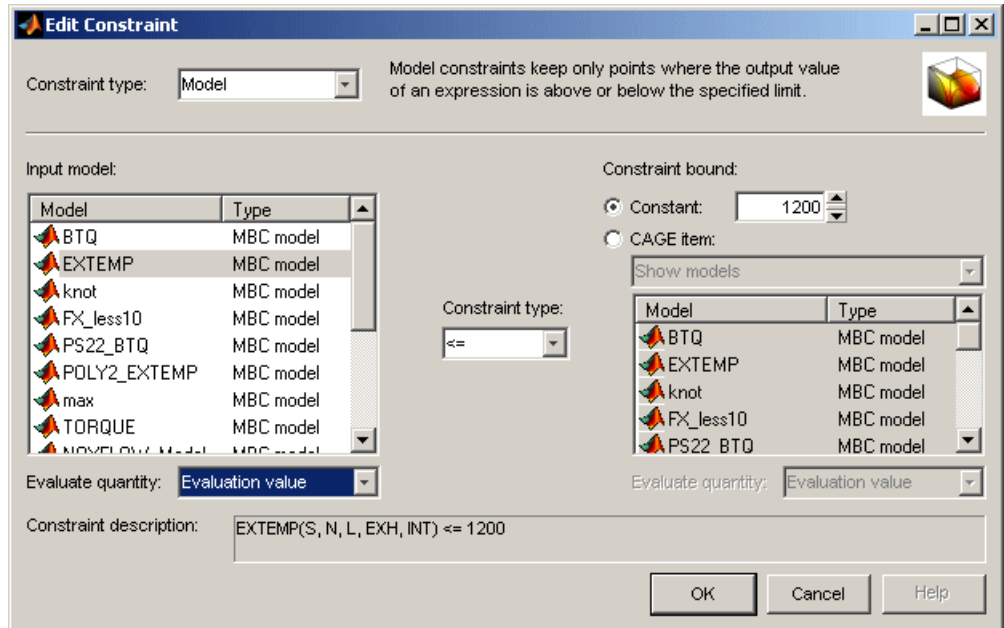 Edit Constraint
Constraint type: Model
Model constraints keep only points where the output value
of an expression is above or below the specified limit.
Input model:
Model Type
BTQ MBC model
EXTEMP MBC model
knot MBC model
FX_less10 MBC model
PS22_BTQ MBC model
POLY2_EXTEMP MBC model
max MBC model
TORQUE MBC model
NOXFLOW_Model MBC model
Evaluate quantity: Evaluation value
Constraint type:
<=
Constraint bound:
Constant: 1200
CAGE item:
Show models
Model Type
BTQ MBC model
EXTEMP MBC model
knot MBC model
FX_less10 MBC model
PS22_BTQ MBC model
Evaluate quantity: Evaluation value
Constraint description: EXTEMP(S, N, L, EXH, INT) <= 1200
OK Cancel Help